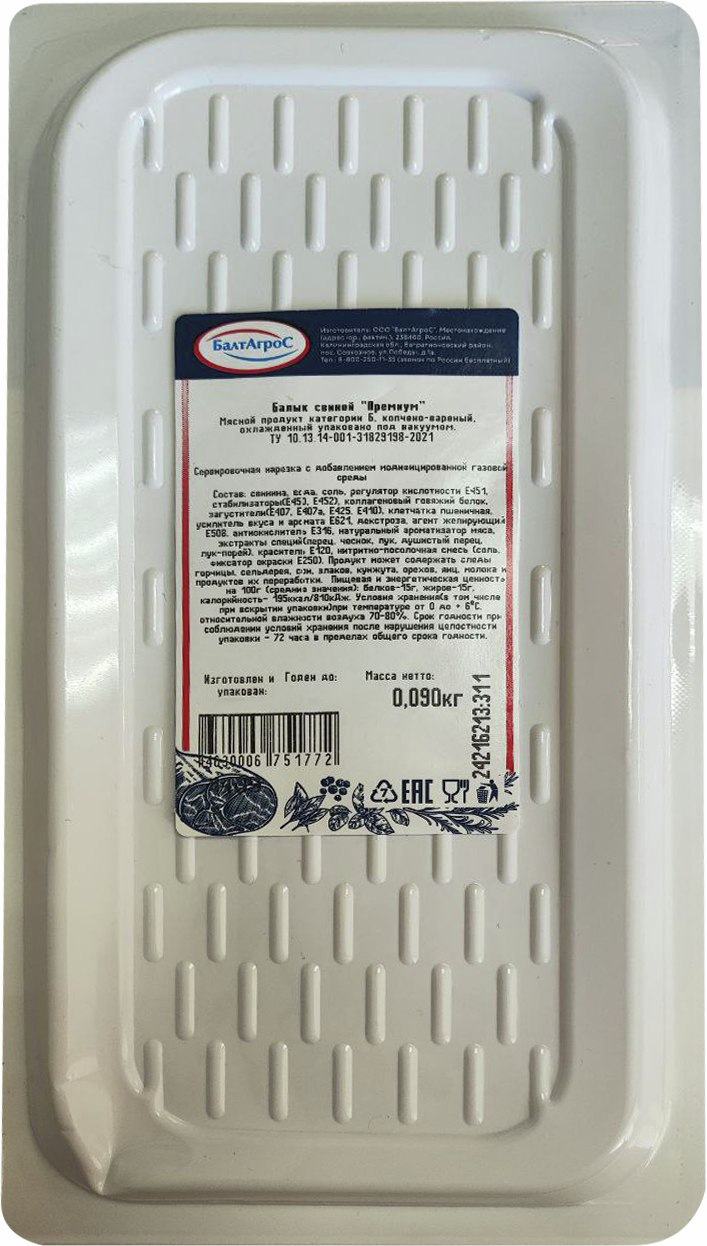 БалтАгроС
Изготовитель: ООО "БалтАгроС", Местонахождение
(адрес юр., фактич.), 238460, Россия,
Калининградская обл., Багратионовский район,
пос. Совхозное, ул.Победы, д.1а.
Тел.: 8-800-250-11-35 (звонок по России бесплатный)
Балык свиной "Премиум"
Мясной продукт категории Б, копчено-вареный,
охлажденный упаковано под вакуумом.
ТУ 10.13.14-001-31829198-2021
Сервировочная нарезка с добавлением модифицированной газовой
среды
Состав: свинина, вода, соль, регулятор кислотности Е451,
стабилизаторы(Е450, Е452), коллагеновый говяжий белок,
загустители(Е407, Е407а, Е425, Е410), клетчатка пшеничная,
усилитель вкуса и аромата Е621, декстроза, агент желирующий
Е508, антиокислитель Е316, натуральный ароматизатор мяса,
экстракты специй(перец, чеснок, лук, душистый перец,
лук-порей), краситель Е120, нитритно-посолочная смесь (соль,
фиксатор окраски Е250). Продукт может содержать следы
горчицы, сельдерея, сои, злаков, кунжута, орехов, яиц, молока и
продуктов их переработки. Пищевая и энергетическая ценность
на 100г (средние значения): белков-15г, жиров-15г,
калорийность- 195ккал/810кДж. Условия хранения(в том числе
при вскрытии упаковки)при температуре от 0 до + 6°С,
относительной влажности воздуха 70-80%. Срок годности при
соблюдении условий хранения после нарушения целостности
упаковки - 72 часа в пределах общего срока годности.
Изготовлен и Годен до: Масса нетто:
упакован:
0,090кг
24216213:311
4630006 751772
7 EAC